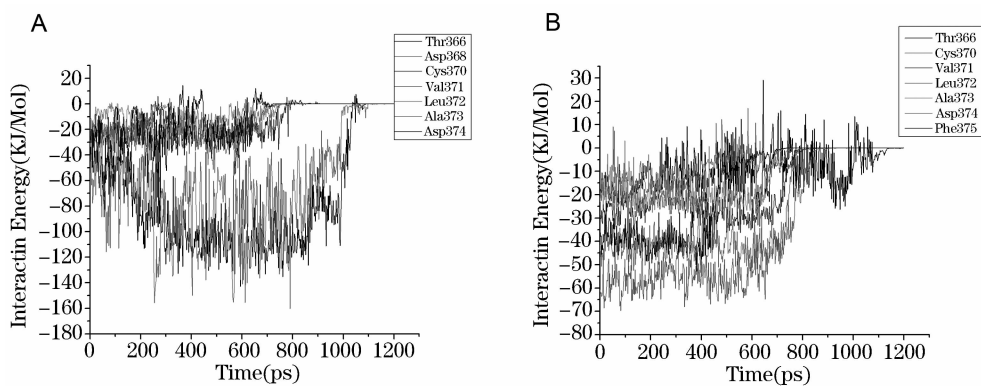 A
Thr366
Asp368
Cys370
Val371
Leu372
Ala373
Asp374
20
0
−20
−40
−60
−80
−100
−120
−140
−160
−180
Interactin Energy(KJ/Mol)
0 200 400 600 800 1000 1200
Time(ps)
B
Thr366
Cys370
Val371
Leu372
Ala373
Asp374
Phe375
30
20
10
0
−10
−20
−30
−40
−50
−60
−70
−80
Interactin Energy(KJ/Mol)
0 200 400 600 800 1000 1200
Time(ps)